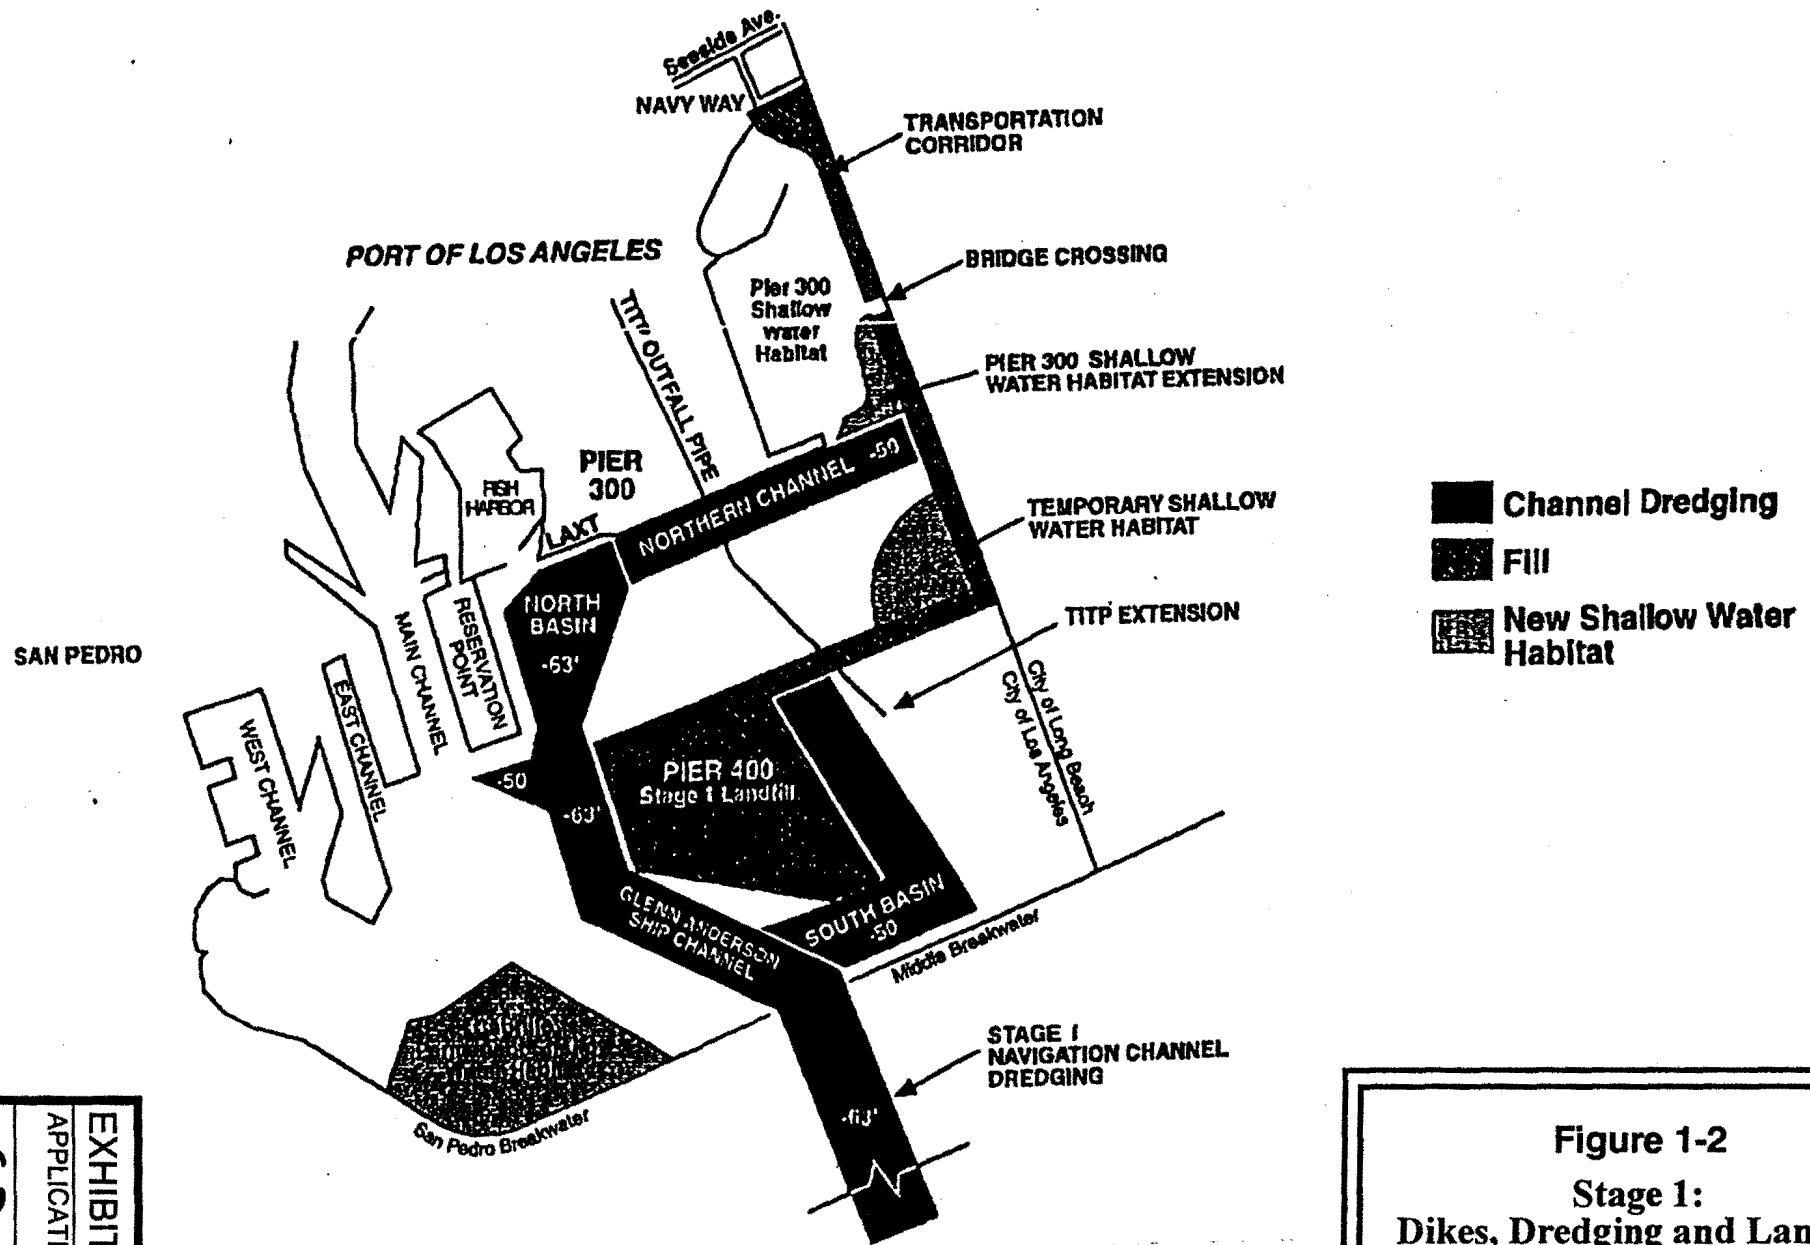 Seaside Ave.
NAVY WAY
TRANSPORTATION
CORRIDOR
PORT OF LOS ANGELES
BRIDGE CROSSING
Pier 300
Shallow
water
Habitat
TITP OUTFALL PIPE
PIER 300 SHALLOW
WATER HABITAT EXTENSION
PIER
300
FISH
HARBOR
LAXT
NORTHERN CHANNEL -50
TEMPORARY SHALLOW
WATER HABITAT
Channel Dredging
Fill
New Shallow Water
Habitat
NORTH
BASIN
-63'
RESERVATION
POINT
MAIN CHANNEL
TITP EXTENSION
SAN PEDRO
EAST CHANNEL
WEST CHANNEL
City of Long Beach
City of Los Angeles
-50
-63'
PIER 400
Stage 1 Landfill
GLENN ANDERSON
SHIP CHANNEL
SOUTH BASIN
-50
Middle Breakwater
STAGE I
NAVIGATION CHANNEL
DREDGING
-63'
San Pedro Breakwater
EXHIBIT
APPLICATI
Figure 1-2
Stage 1:
Dikes, Dredging and Lan